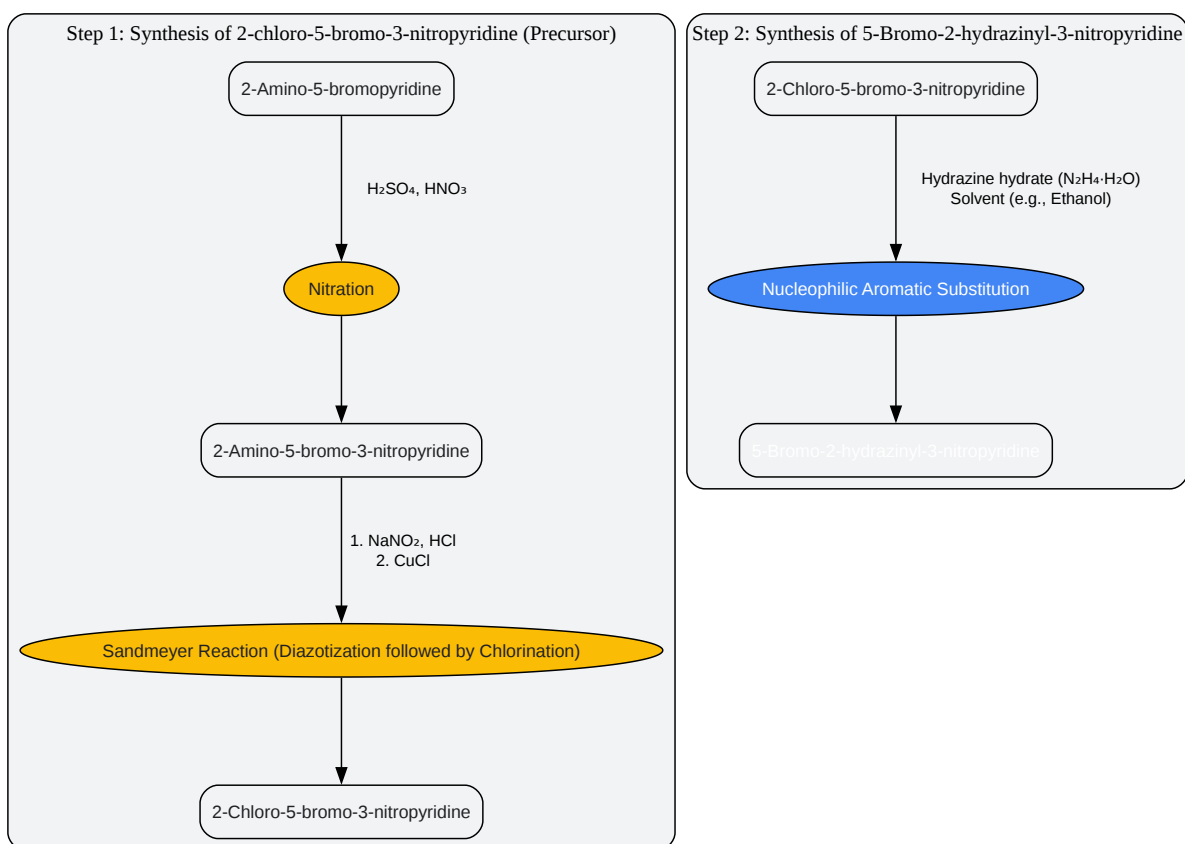 Step 1: Synthesis of 2-chloro-5-bromo-3-nitropyridine (Precursor)
2-Amino-5-bromopyridine
H₂SO₄, HNO₃
Nitration
2-Amino-5-bromo-3-nitropyridine
1. NaNO₂, HCl
2. CuCl
Sandmeyer Reaction (Diazotization followed by Chlorination)
2-Chloro-5-bromo-3-nitropyridine
Step 2: Synthesis of 5-Bromo-2-hydrazinyl-3-nitropyridine
2-Chloro-5-bromo-3-nitropyridine
Hydrazine hydrate (N₂H₄·H₂O)
Solvent (e.g., Ethanol)
Nucleophilic Aromatic Substitution
5-Bromo-2-hydrazinyl-3-nitropyridine